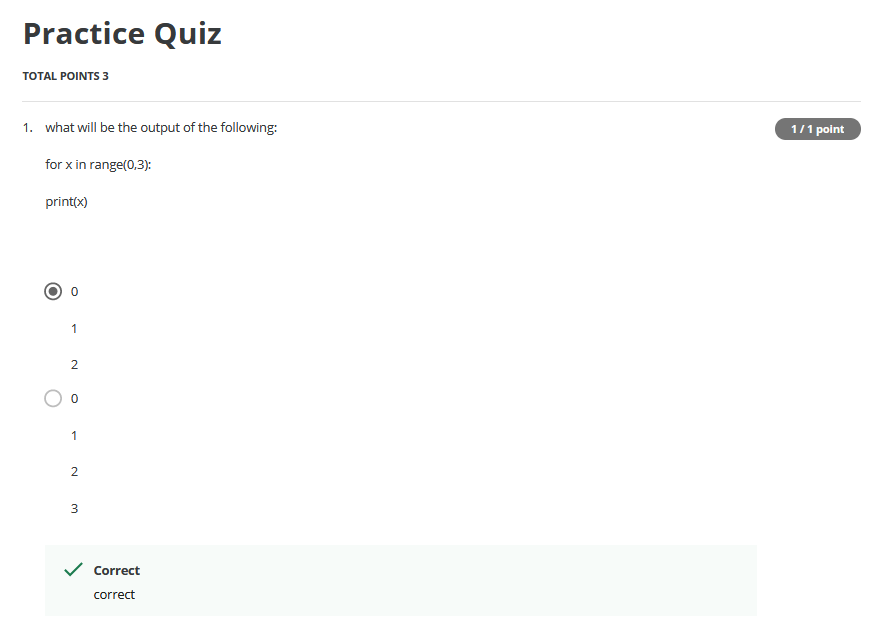 Practice Quiz
TOTAL POINTS 3
1. what will be the output of the following:
1 / 1 point
for x in range(0,3):
print(x)
0
1
2
0
1
2
3
Correct
correct